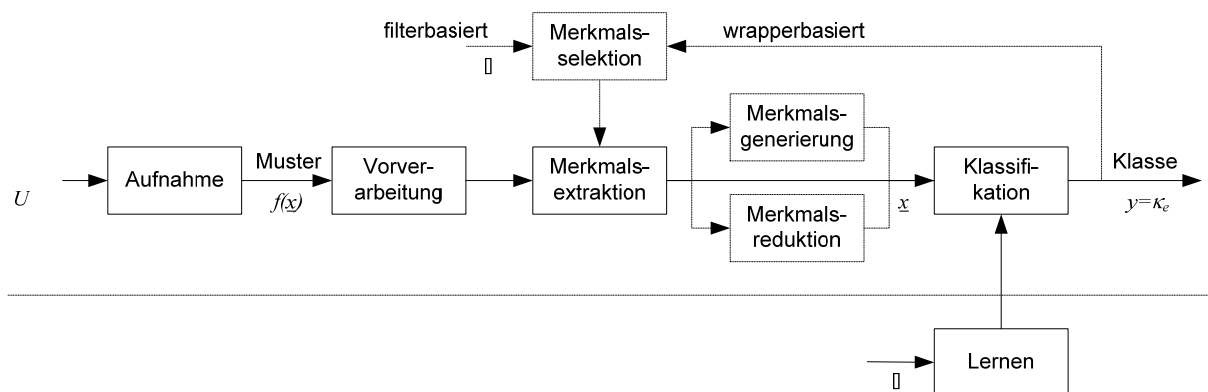 filterbasiert
Merkmals-
selektion
wrapperbasiert
Merkmals-
generierung
U
Aufnahme
Muster
f(x)
Vorver-
arbeitung
Merkmals-
extraktion
Merkmals-
reduktion
x
Klassifi-
kation
Klasse
y=κe
Lernen